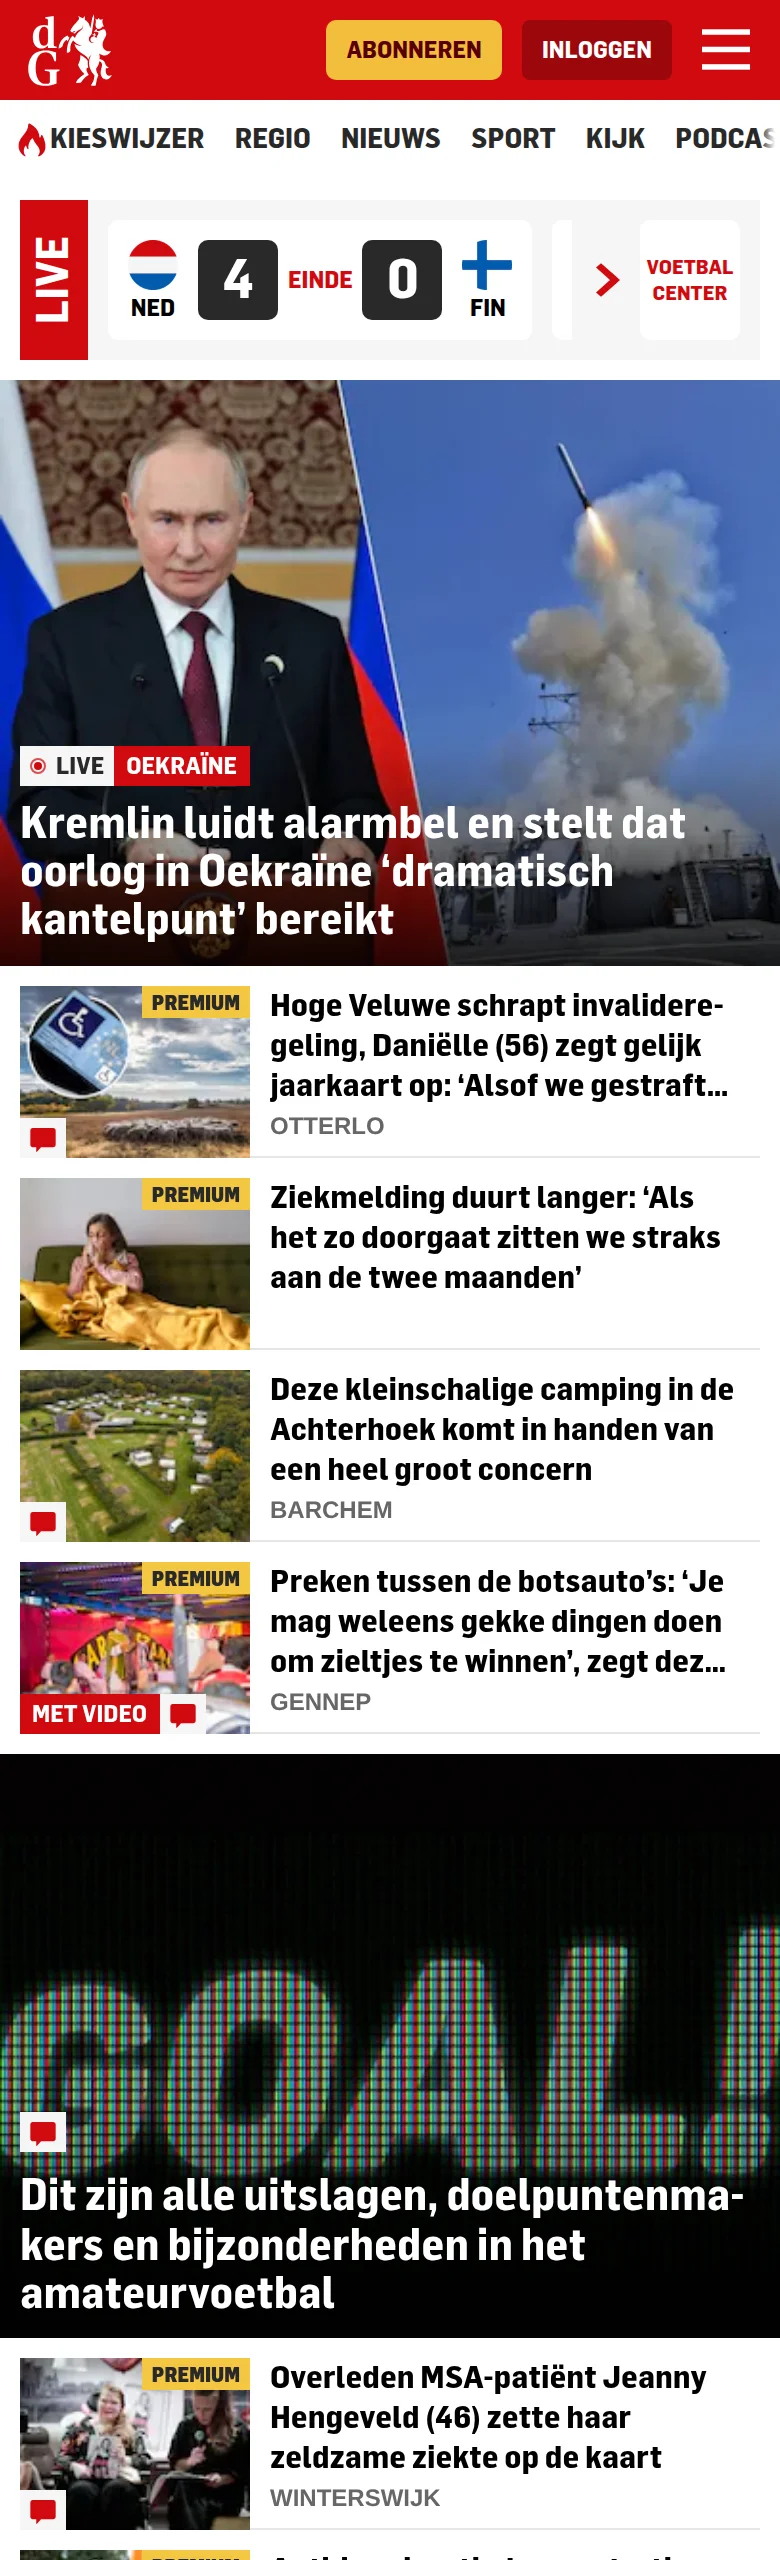 dG
ABONNEREN
INLOGGEN
KIESWIJZER REGIO NIEUWS SPORT KIJK PODCAS
LIVE
4 EINDE 0
NED FIN
VOETBAL
CENTER
LIVE OEKRAÏNE
Kremlin luidt alarmbel en stelt dat
oorlog in Oekraïne ‘dramatisch
kantelpunt’ bereikt
PREMIUM
Hoge Veluwe schrapt invalidere-
geling, Daniëlle (56) zegt gelijk
jaarkaart op: ‘Alsof we gestraft...
OTTERLO
PREMIUM
Ziekmelding duurt langer: ‘Als
het zo doorgaat zitten we straks
aan de twee maanden’
Deze kleinschalige camping in de
Achterhoek komt in handen van
een heel groot concern
BARCHEM
PREMIUM
MET VIDEO
Preken tussen de botsauto’s: ‘Je
mag weleens gekke dingen doen
om zieltjes te winnen’, zegt dez...
GENNEP
GOAL!
Dit zijn alle uitslagen, doelpuntenma-
kers en bijzonderheden in het
amateurvoetbal
PREMIUM
Overleden MSA-patiënt Jeanny
Hengeveld (46) zette haar
zeldzame ziekte op de kaart
WINTERSWIJK